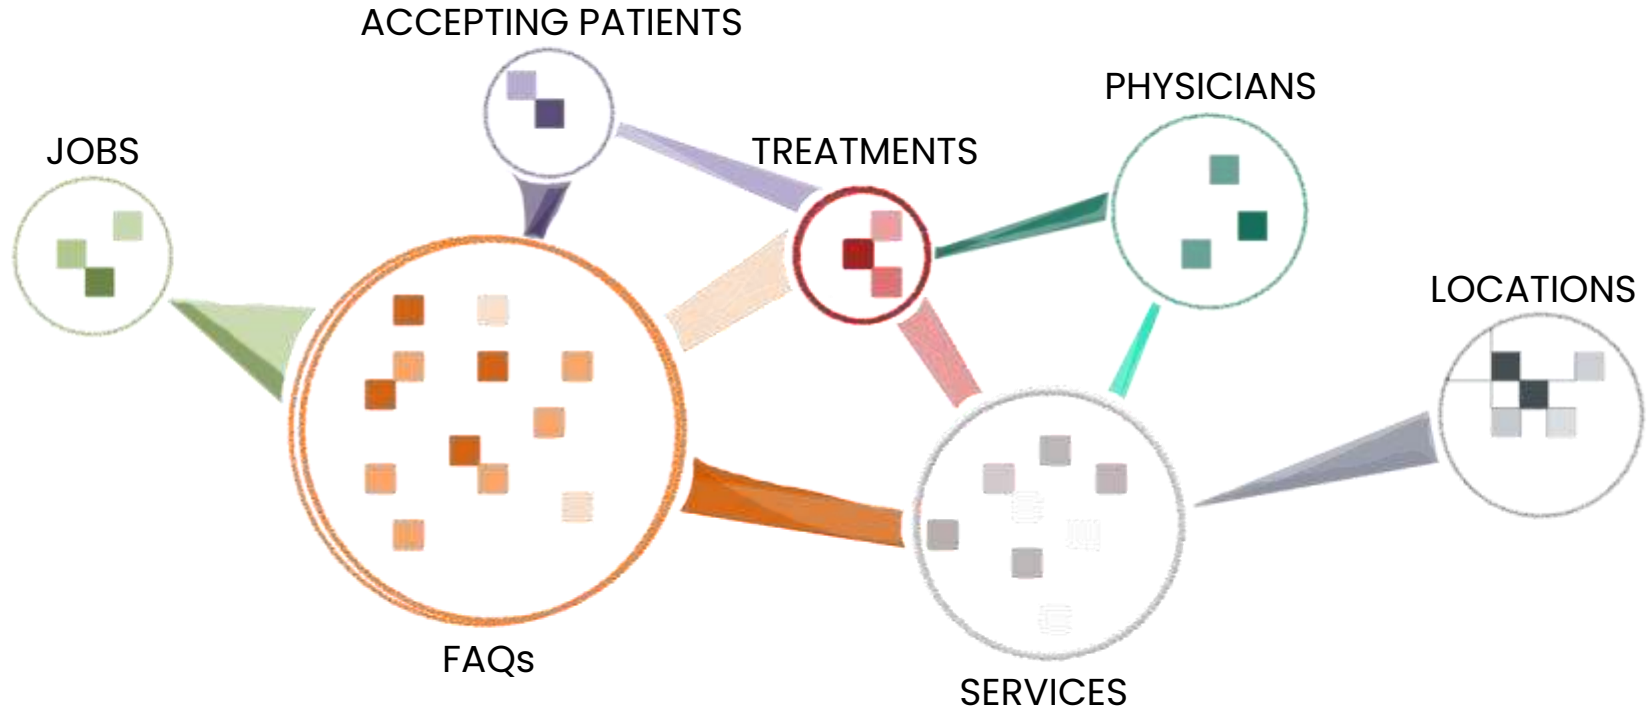 ACCEPTING PATIENTS
PHYSICIANS
JOBS
TREATMENTS
LOCATIONS
FAQs
SERVICES